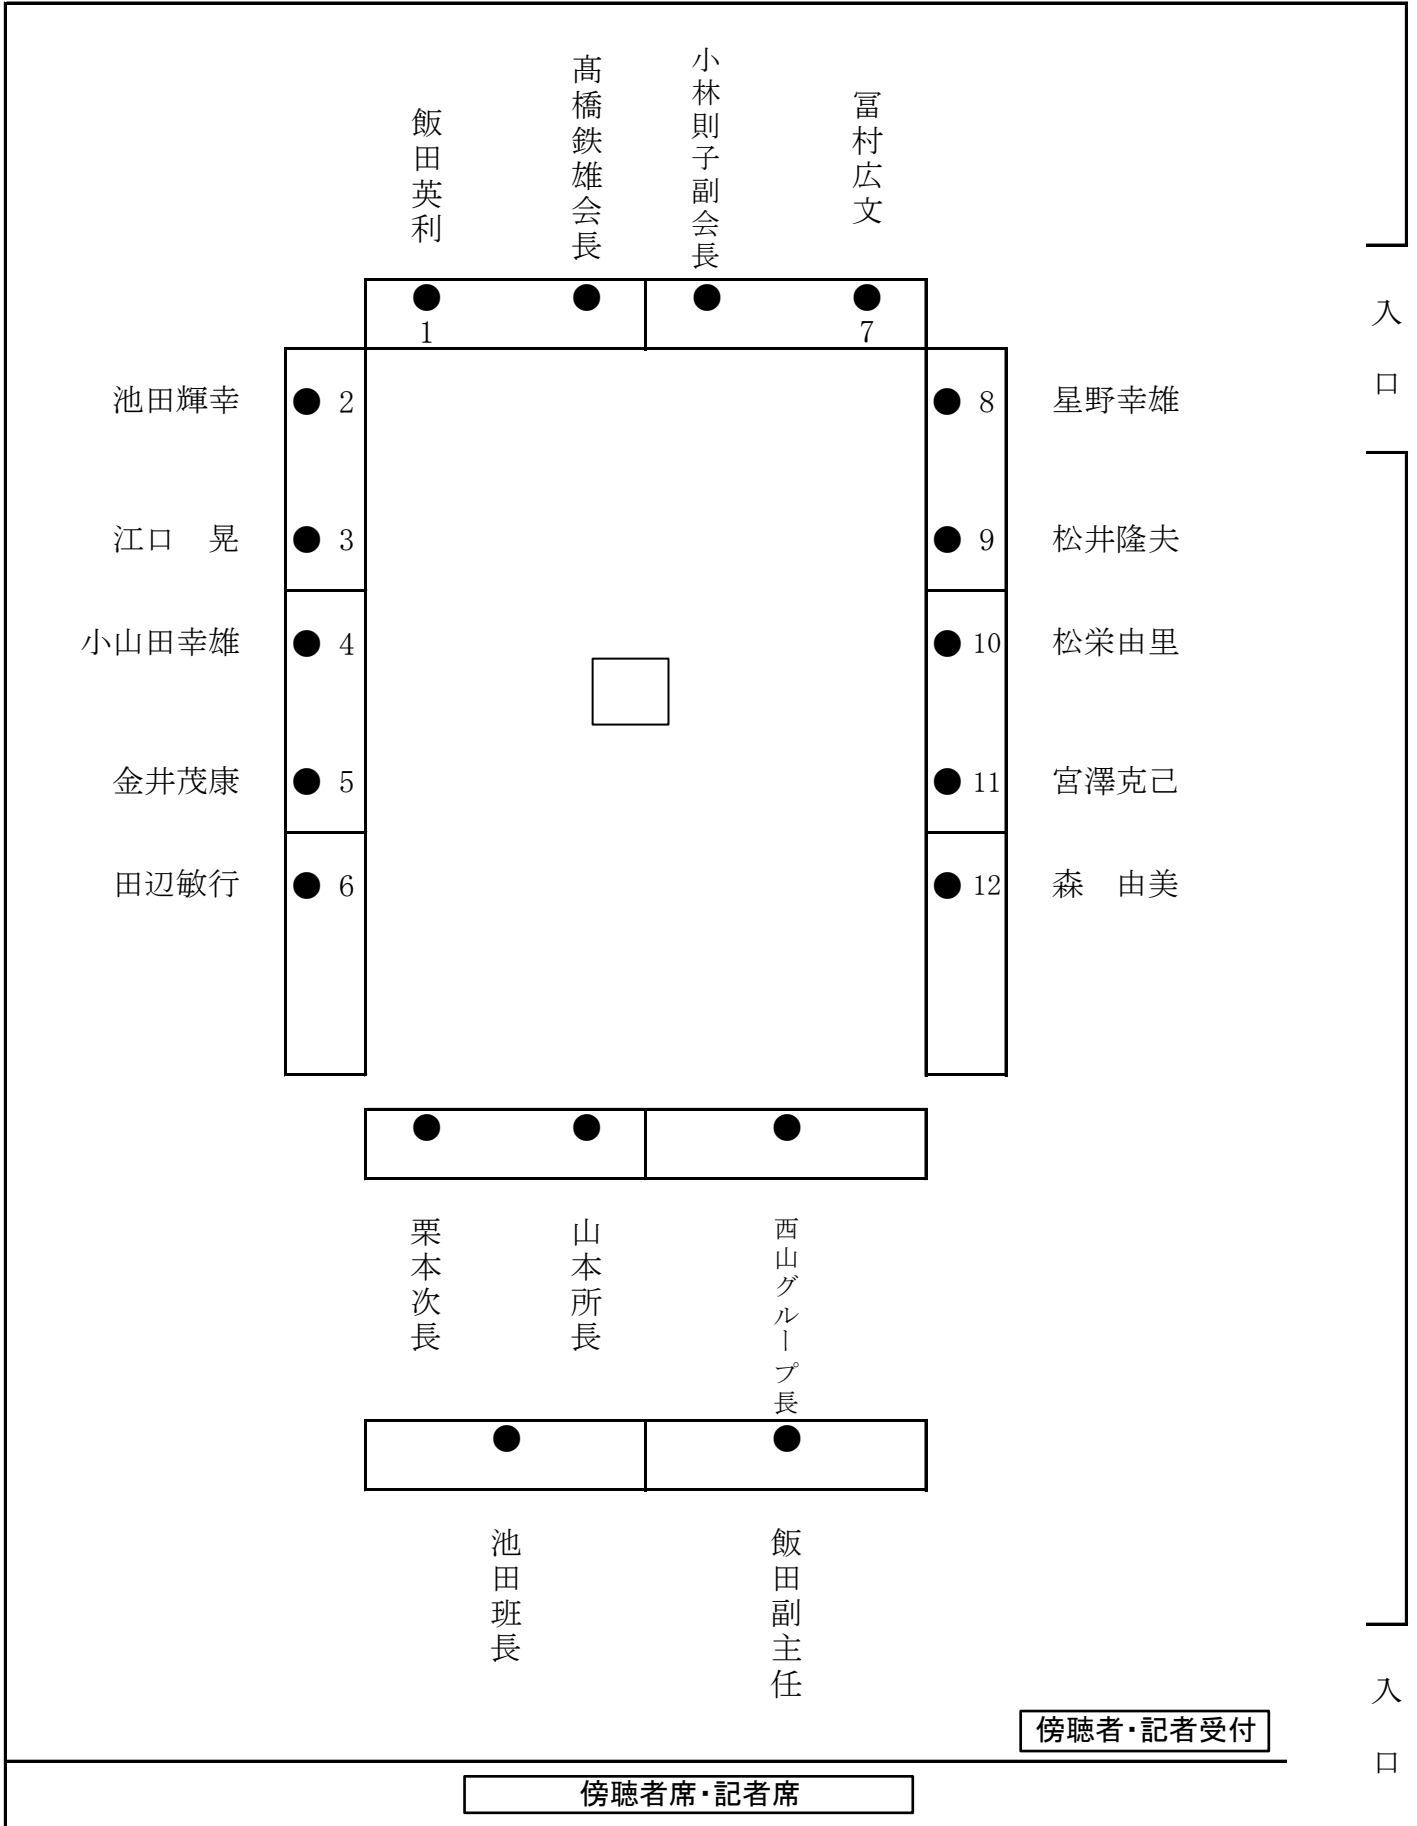 飯田英利
髙橋鉄雄会長
小林則子副会長
冨村広文
1
7
入口
池田輝幸
2
8
星野幸雄
江口　晃
3
9
松井隆夫
小山田幸雄
4
10
松栄由里
金井茂康
5
11
宮澤克己
田辺敏行
6
12
森　由美
栗本次長
山本所長
西山グループ長
池田班長
飯田副主任
入口
傍聴者・記者受付
傍聴者席・記者席